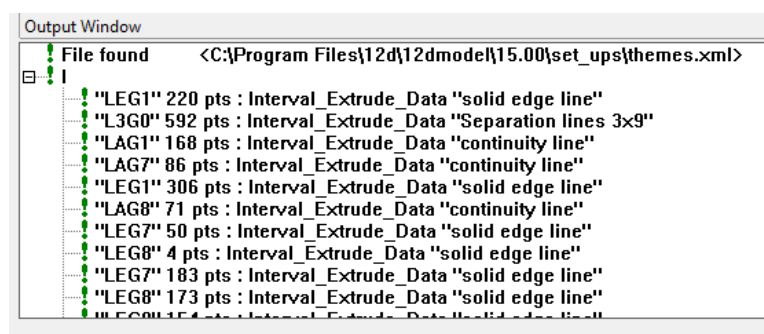 Output Window
File found <C:\Program Files\12d\12dmodel\15.00\set_ups\themes.xml>
"LEG1" 220 pts : Interval_Extrude_Data "solid edge line"
"L3G0" 592 pts : Interval_Extrude_Data "Separation lines 3x9"
"LAG1" 168 pts : Interval_Extrude_Data "continuity line"
"LAG7" 86 pts : Interval_Extrude_Data "continuity line"
"LEG1" 306 pts : Interval_Extrude_Data "solid edge line"
"LAG8" 71 pts : Interval_Extrude_Data "continuity line"
"LEG7" 50 pts : Interval_Extrude_Data "solid edge line"
"LEG8" 4 pts : Interval_Extrude_Data "solid edge line"
"LEG7" 183 pts : Interval_Extrude_Data "solid edge line"
"LEG8" 173 pts : Interval_Extrude_Data "solid edge line"